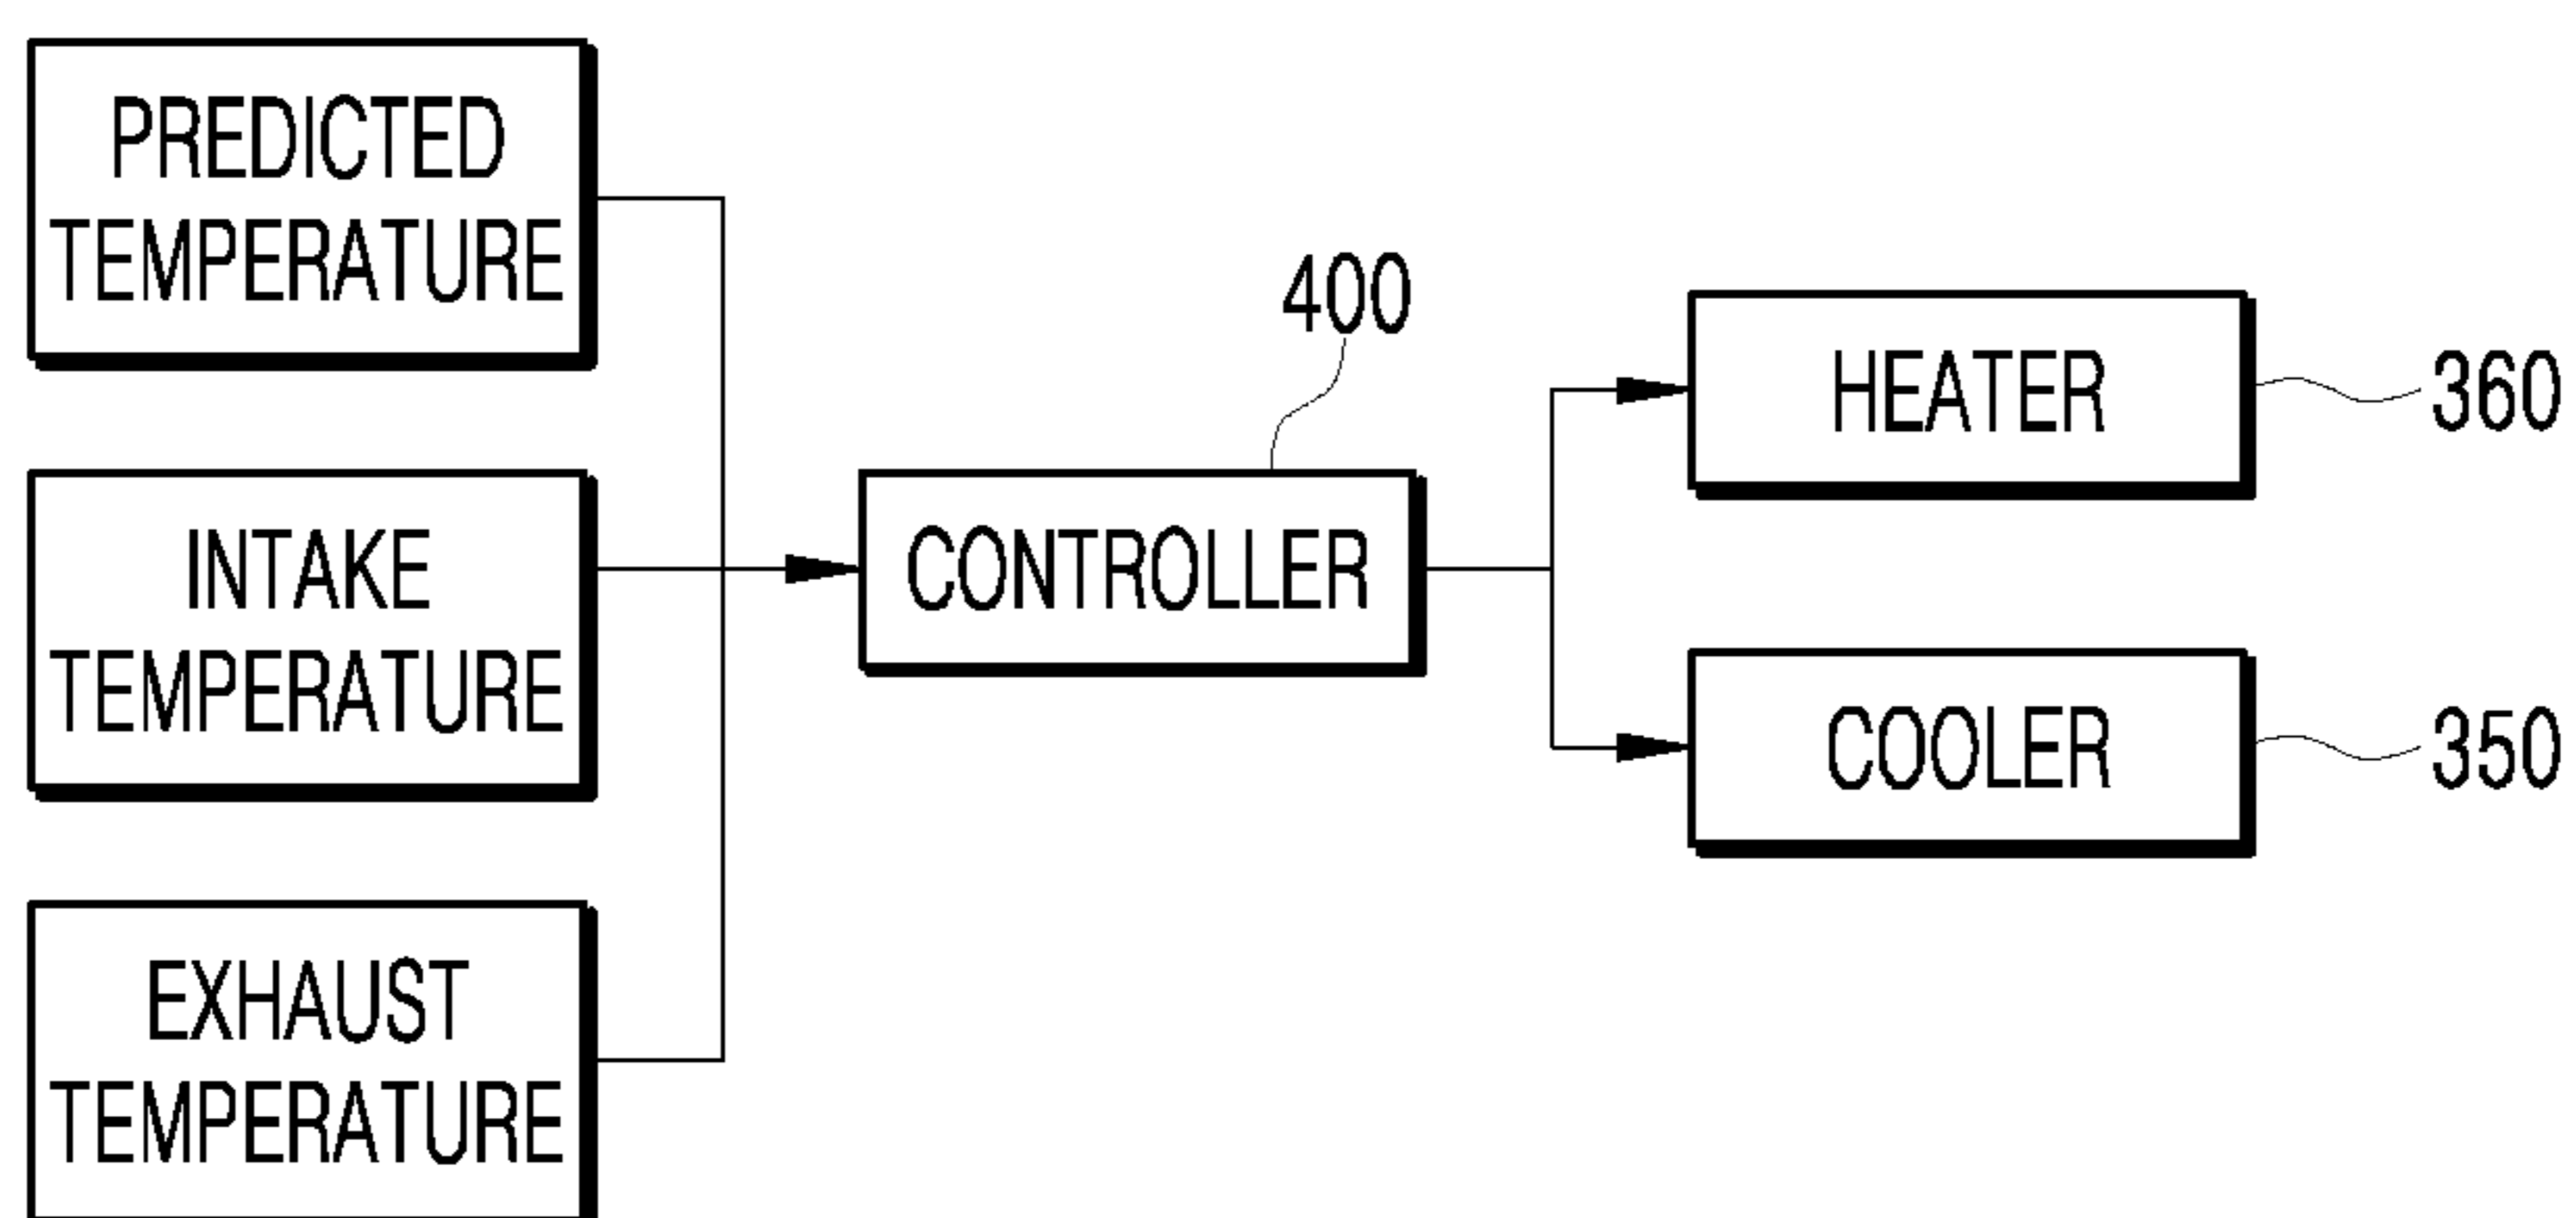 PREDICTED
TEMPERATURE
INTAKE
TEMPERATURE
EXHAUST
TEMPERATURE
400
CONTROLLER
HEATER
360
COOLER
350